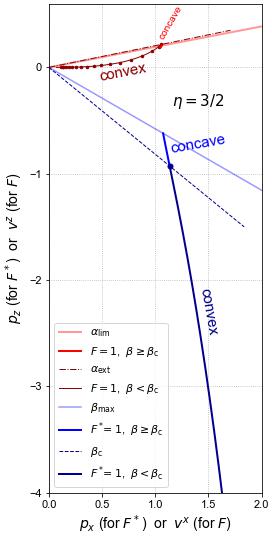 concave
0
convex
η = 3/2
concave
−1
−2
convex
−3
−4
α_lim
F = 1, β ≥ β_c
α_ext
F = 1, β < β_c
β_max
F* = 1, β ≥ β_c
β_c
F* = 1, β < β_c
0.0 0.5 1.0 1.5 2.0
p_x (for F*) or v^x (for F)
p_z (for F*) or v^z (for F)